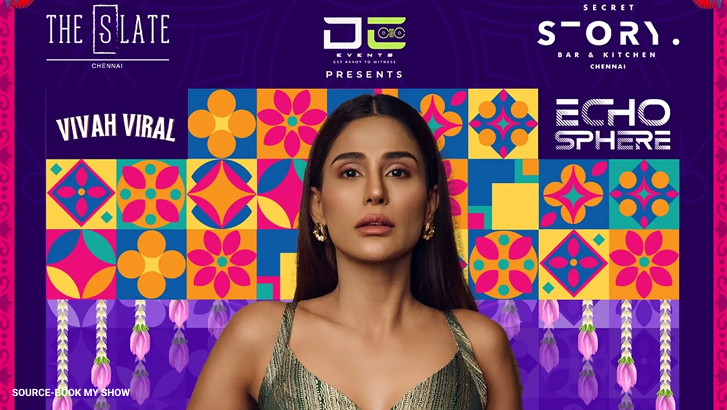 THE SLATE
CHENNAI
DE
EVENTS
GET READY TO WITNESS
PRESENTS
SECRET
STORY.
BAR & KITCHEN
CHENNAI
VIVAH VIRAL
ECHO
SPHERE
SOURCE-BOOK MY SHOW